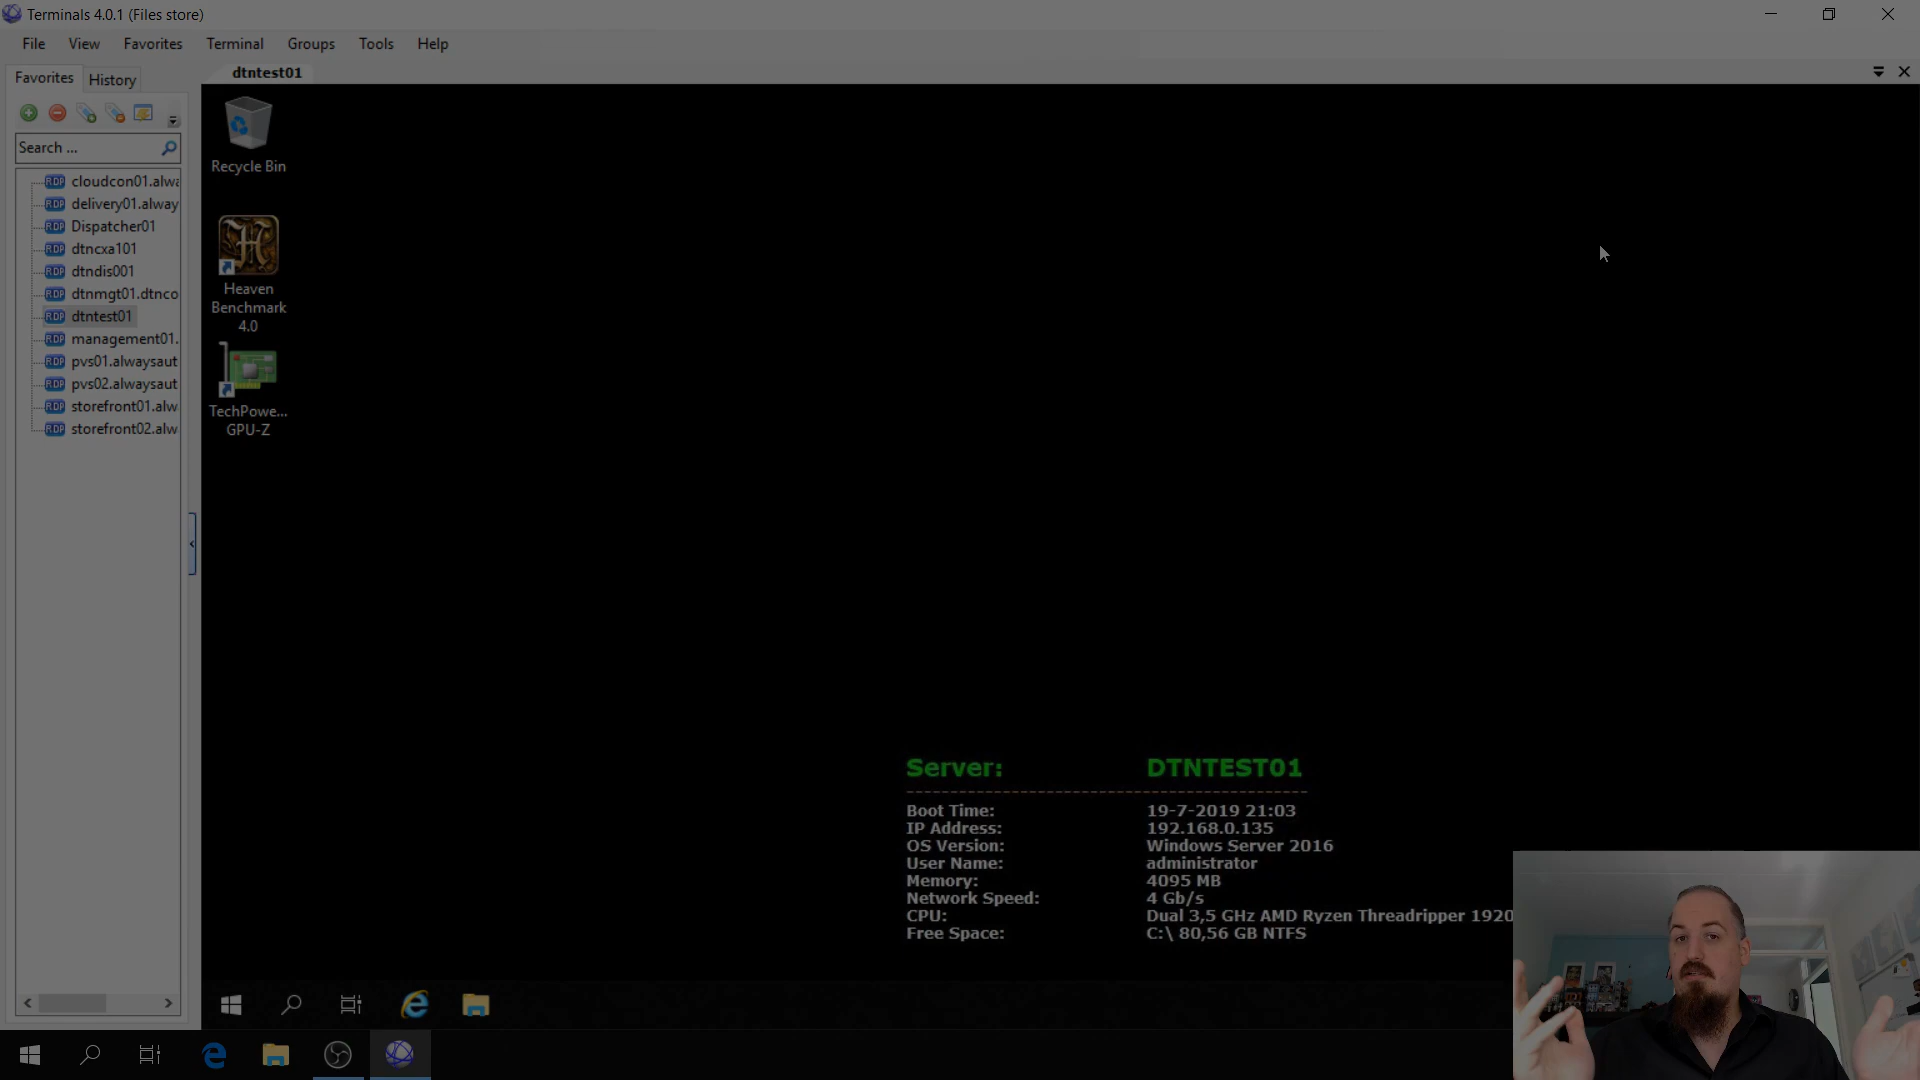 Terminals 4.0.1 (Files store)
File View Favorites Terminal Groups Tools Help
Favorites History
dtntest01
Search ...
cloudcon01.alwa
delivery01.alway
Dispatcher01
dtncxa101
dtndis001
dtnmgt01.dtnco
dtntest01
management01.
pvs01.alwaysaut
pvs02.alwaysaut
storefront01.alw
storefront02.alw
Recycle Bin
Heaven
Benchmark
4.0
TechPowe...
GPU-Z
Server: DTNTEST01
Boot Time: 19-7-2019 21:03
IP Address: 192.168.0.135
OS Version: Windows Server 2016
User Name: administrator
Memory: 4095 MB
Network Speed: 4 Gb/s
CPU: Dual 3,5 GHz AMD Ryzen Threadripper 1920
Free Space: C:\ 80,56 GB NTFS